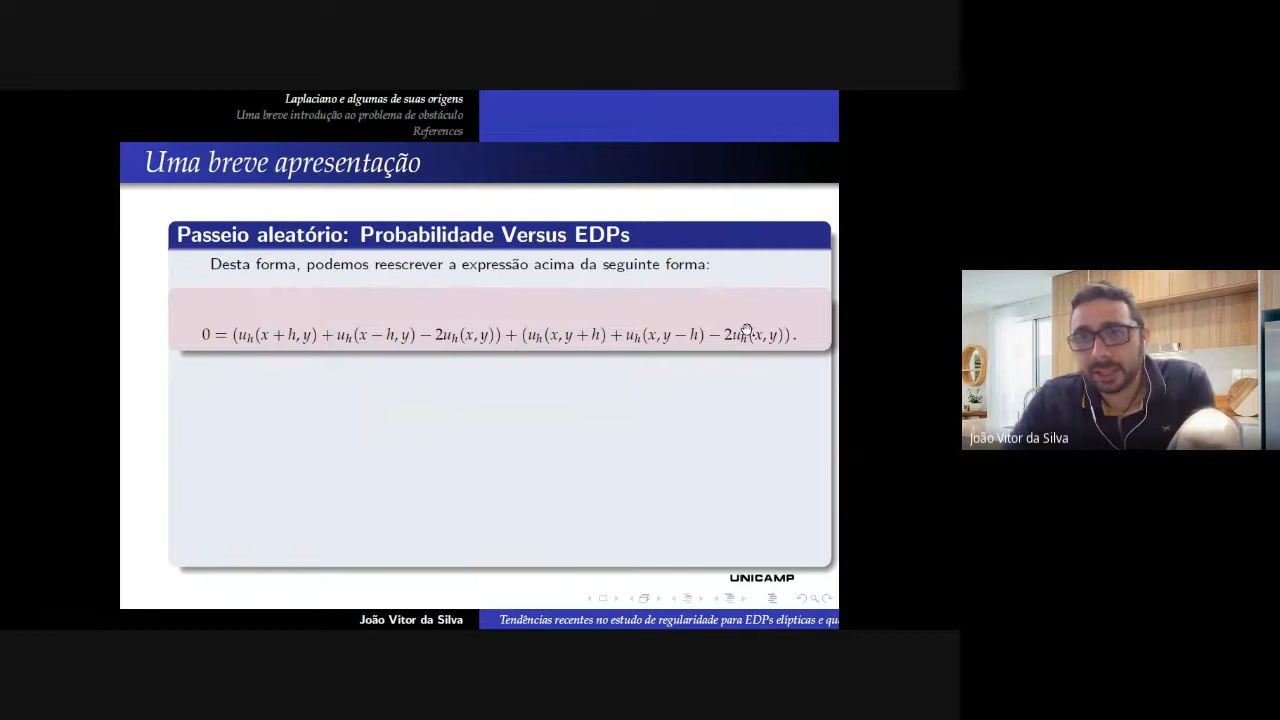 Laplaciano e algumas de suas origens
Uma breve introdução ao problema de obstáculo
References
Uma breve apresentação
Passeio aleatório: Probabilidade Versus EDPs
Desta forma, podemos reescrever a expressão acima da seguinte forma:
0 = (u_h(x + h, y) + u_h(x − h, y) − 2u_h(x, y)) + (u_h(x, y + h) + u_h(x, y − h) − 2u_h(x, y)) .
UNICAMP
João Vitor da Silva
Tendências recentes no estudo de regularidade para EDPs elípticas e qu
João Vitor da Silva